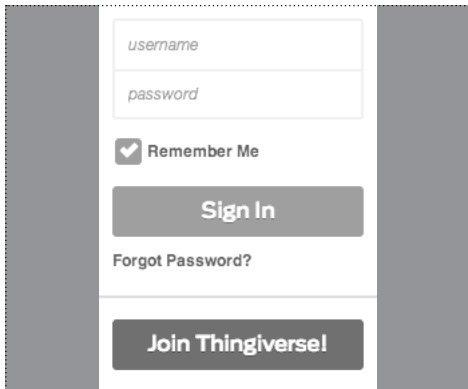 username
password
Remember Me
Sign In
Forgot Password?
Join Thingiverse!